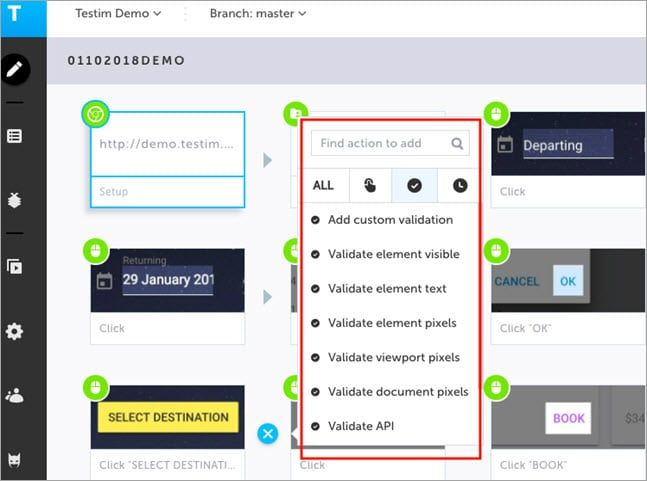 T
Testim Demo
Branch: master
01102018DEMO
http://demo.testim....
Setup
Find action to add
ALL
Add custom validation
Validate element visible
Validate element text
Validate element pixels
Validate viewport pixels
Validate document pixels
Validate API
Departing
Click
Returning
29 January 201
Click
CANCEL
OK
Click "OK"
SELECT DESTINATION
Click "SELECT DESTINATI...
Click
BOOK
$34
Click "BOOK"